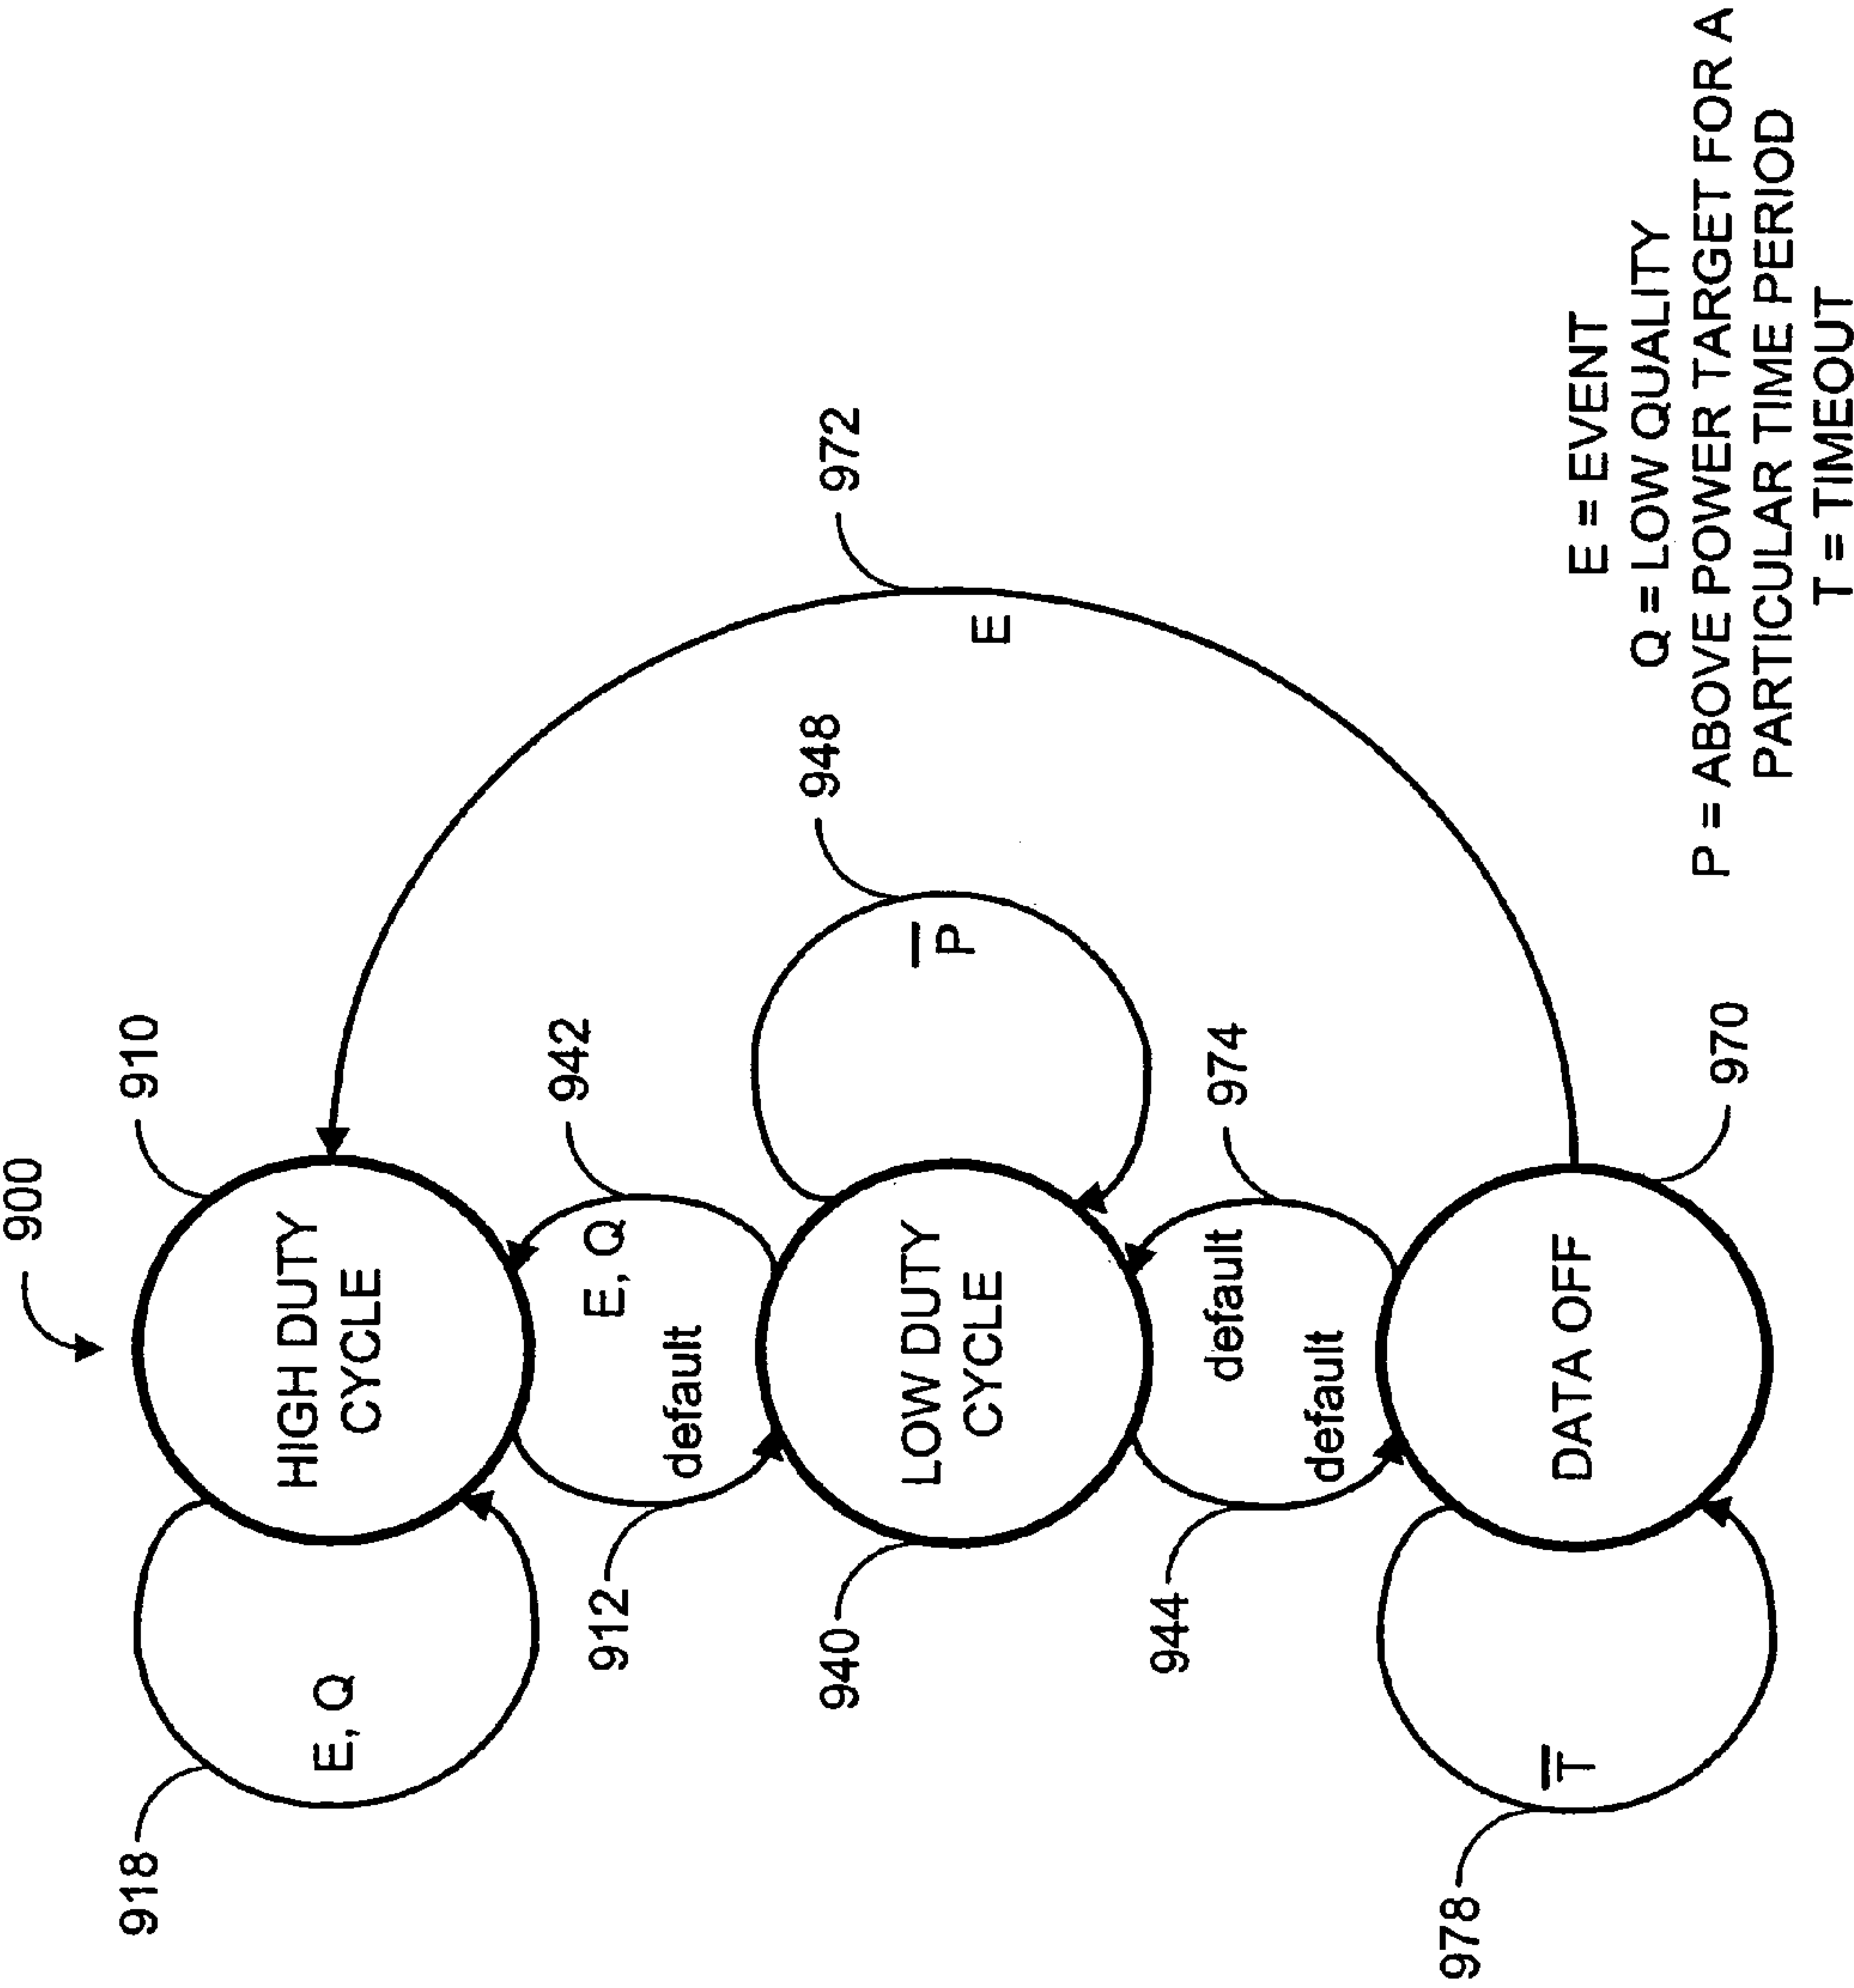 900
910
HIGH DUTY
CYCLE
918
E, Q
942
E, Q
default
912
972
E
948
P̅
LOW DUTY
CYCLE
940
974
default
default
944
970
DATA OFF
T̅
978
E = EVENT
Q = LOW QUALITY
P = ABOVE POWER TARGET FOR A
PARTICULAR TIME PERIOD
T = TIMEOUT